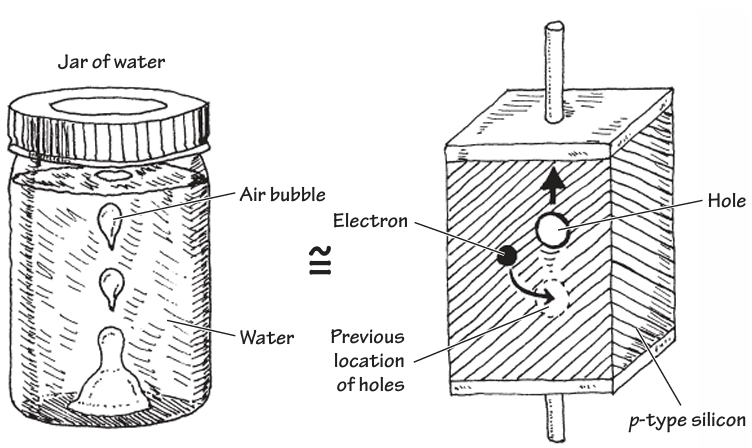 Jar of water
Air bubble
Water
Electron
Previous
location
of holes
Hole
p-type silicon